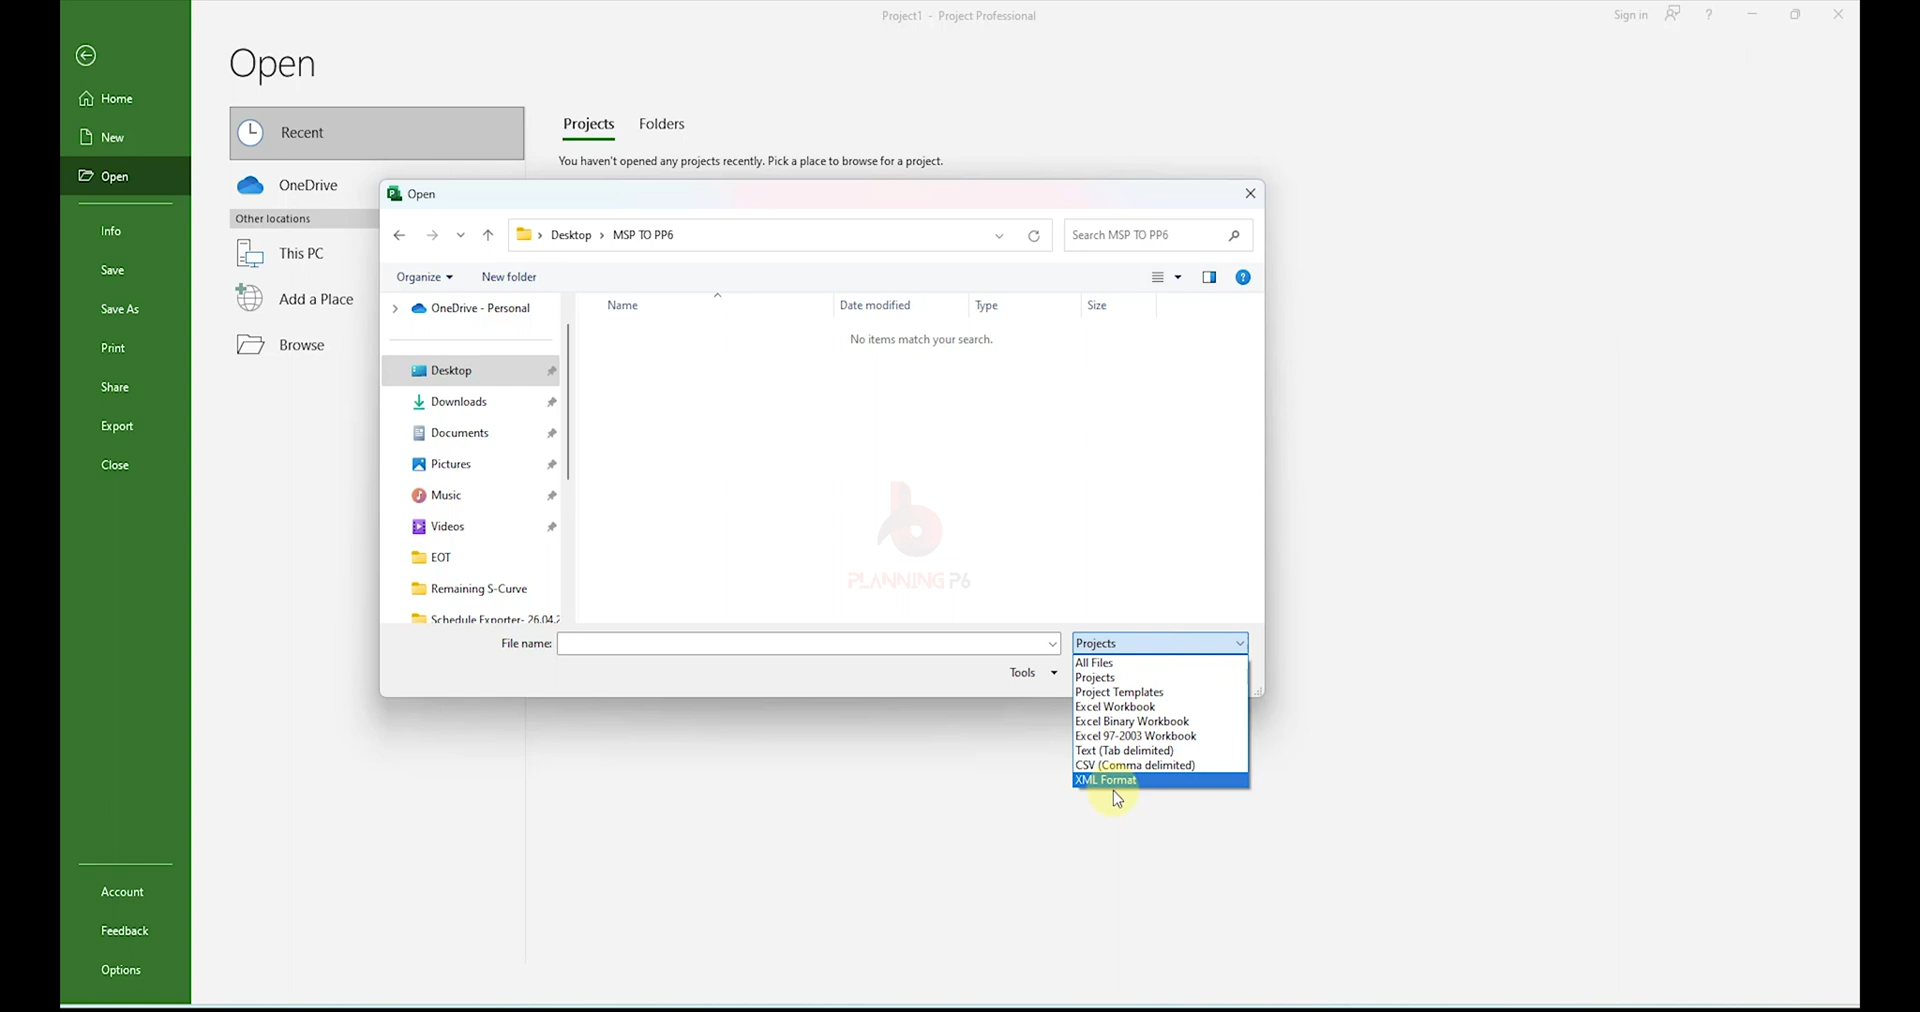 Project1 - Project Professional
Sign in
?
Open
Home
New
Open
Info
Save
Save As
Print
Share
Export
Close
Account
Feedback
Options
Recent
OneDrive
Other locations
This PC
Add a Place
Browse
Projects Folders
You haven't opened any projects recently. Pick a place to browse for a project.
Open
Desktop > MSP TO PP6
Search MSP TO PP6
Organize New folder
?
OneDrive - Personal
Desktop
Downloads
Documents
Pictures
Music
Videos
EOT
Remaining S-Curve
Schedule Exporter- 26.04.2
Name Date modified Type Size
No items match your search.
PLANNING P6
File name:
Projects
Tools
All Files
Projects
Project Templates
Excel Workbook
Excel Binary Workbook
Excel 97-2003 Workbook
Text (Tab delimited)
CSV (Comma delimited)
XML Format